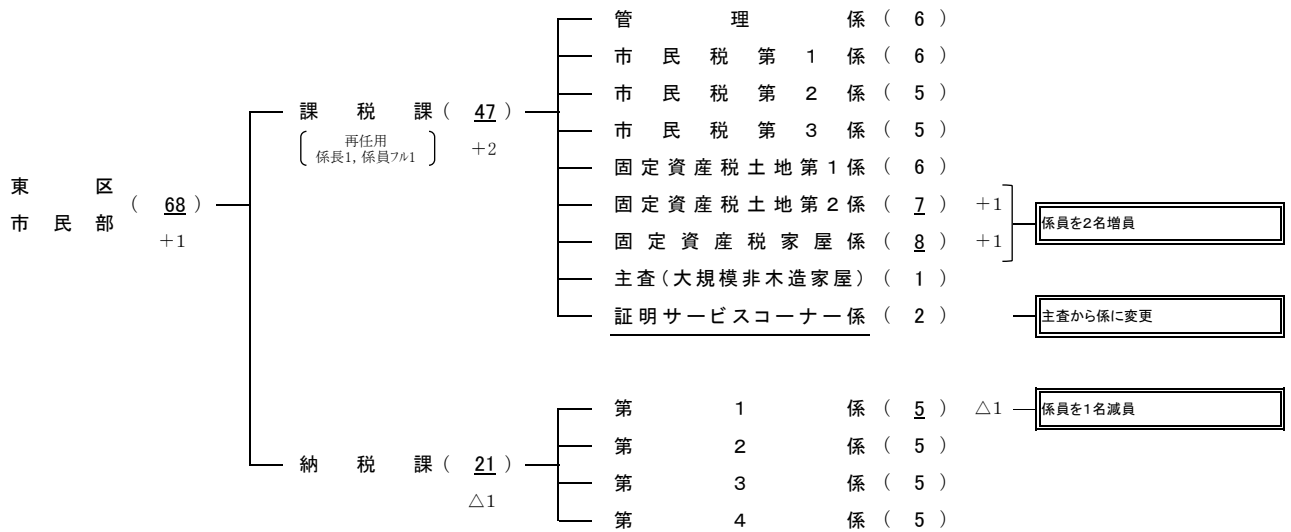 管理係（ 6 ）
市民税第1係（ 6 ）
市民税第2係（ 5 ）
課税課（ 47 ）
+2
再任用
係長1, 係員ﾌﾙ1
市民税第3係（ 5 ）
固定資産税土地第1係（ 6 ）
東区
市民部
（ 68 ）
+1
固定資産税土地第2係（ 7 ） +1
固定資産税家屋係（ 8 ） +1
係員を2名増員
主査（大規模非木造家屋）（ 1 ）
証明サービスコーナー係（ 2 ）
主査から係に変更
第1係（ 5 ） △1
係員を1名減員
第2係（ 5 ）
納税課（ 21 ）
△1
第3係（ 5 ）
第4係（ 5 ）